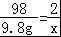 98/9.8g = 2/x